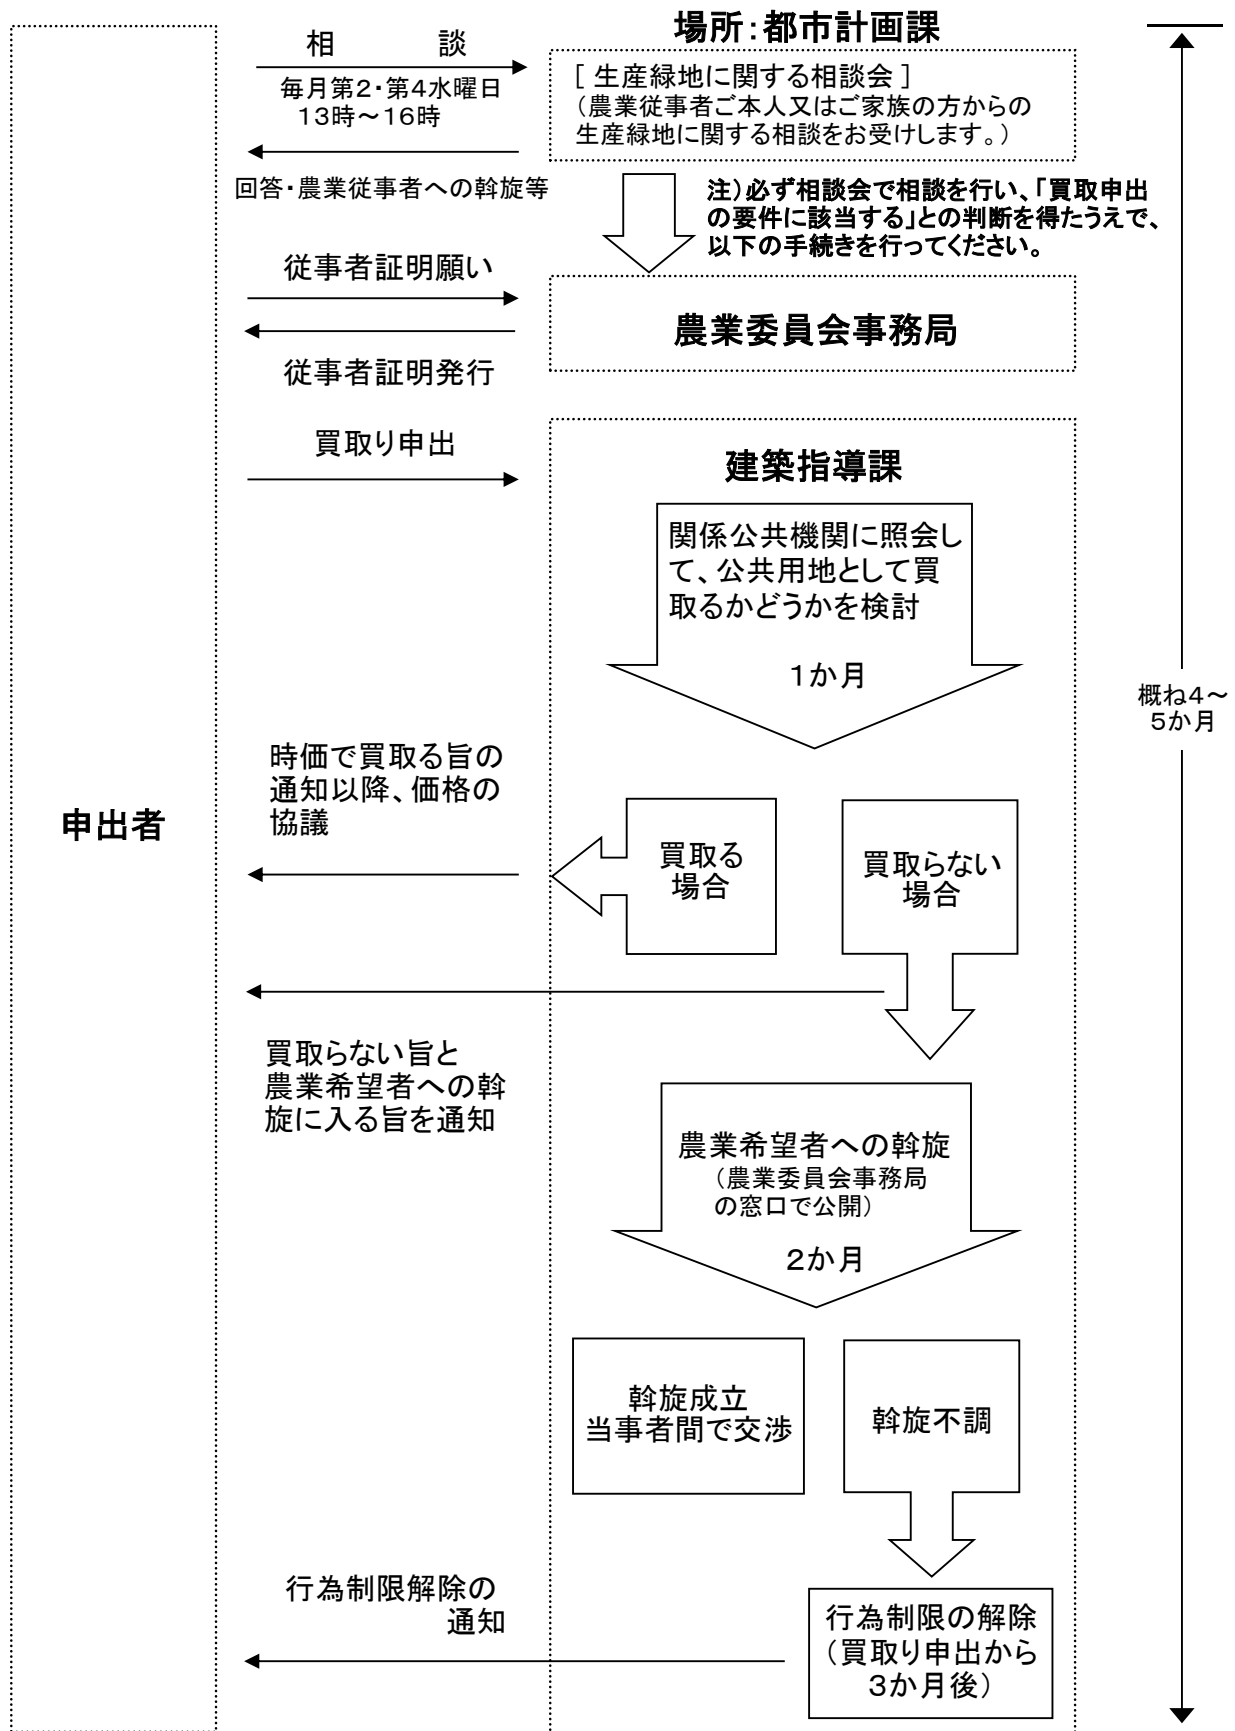 場所:都市計画課
相　　　談
毎月第2・第4水曜日
13時～16時
[ 生産緑地に関する相談会 ]
(農業従事者ご本人又はご家族の方からの
生産緑地に関する相談をお受けします。)
回答・農業従事者への斡旋等
注)必ず相談会で相談を行い、「買取申出
の要件に該当する」との判断を得たうえで、
以下の手続きを行ってください。
従事者証明願い
農業委員会事務局
従事者証明発行
買取り申出
建築指導課
関係公共機関に照会し
て、公共用地として買
取るかどうかを検討
1か月
概ね4～
5か月
時価で買取る旨の
通知以降、価格の
協議
申出者
買取る
場合
買取らない
場合
買取らない旨と
農業希望者への斡
旋に入る旨を通知
農業希望者への斡旋
(農業委員会事務局
の窓口で公開)
2か月
斡旋成立
当事者間で交渉
斡旋不調
行為制限解除の
通知
行為制限の解除
(買取り申出から
3か月後)